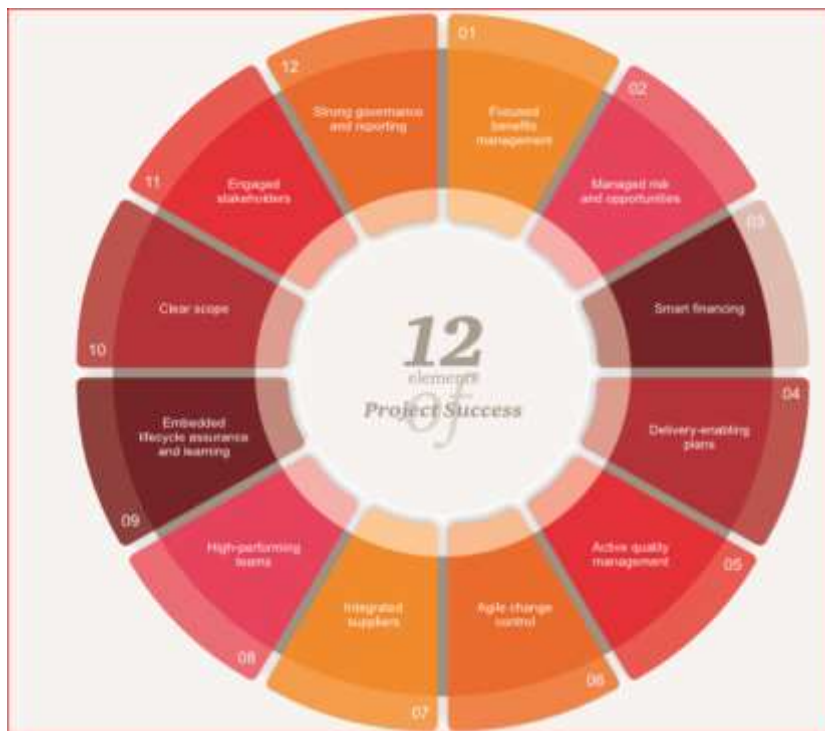 12
elements
of
Project Success
01
Focused
benefits
management
02
Managed risk
and opportunities
03
Smart financing
04
Delivery-enabling
plans
05
Active quality
management
06
Agile change
control
07
Integrated
suppliers
08
High-performing
teams
09
Embedded
lifecycle assurance
and learning
10
Clear scope
11
Engaged
stakeholders
12
Strong governance
and reporting